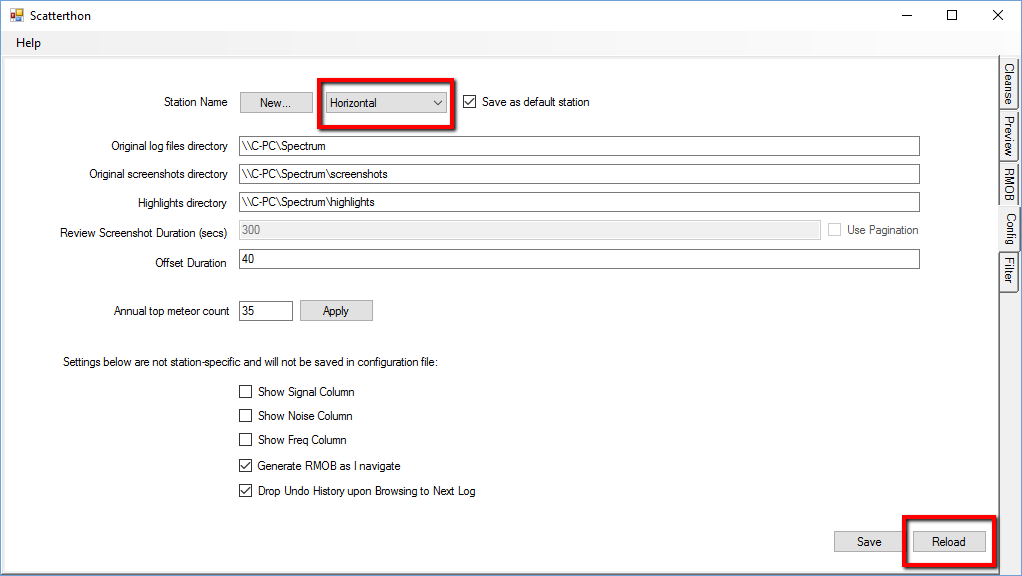 Scatterthon
Help
Station Name New... Horizontal Save as default station
Original log files directory \\C-PC\Spectrum
Original screenshots directory \\C-PC\Spectrum\screenshots
Highlights directory \\C-PC\Spectrum\highlights
Review Screenshot Duration (secs) 300 Use Pagination
Offset Duration 40
Annual top meteor count 35 Apply
Settings below are not station-specific and will not be saved in configuration file:
Show Signal Column
Show Noise Column
Show Freq Column
Generate RMOB as I navigate
Drop Undo History upon Browsing to Next Log
Save Reload
Cleanse
Preview
RMOB
Config
Filter